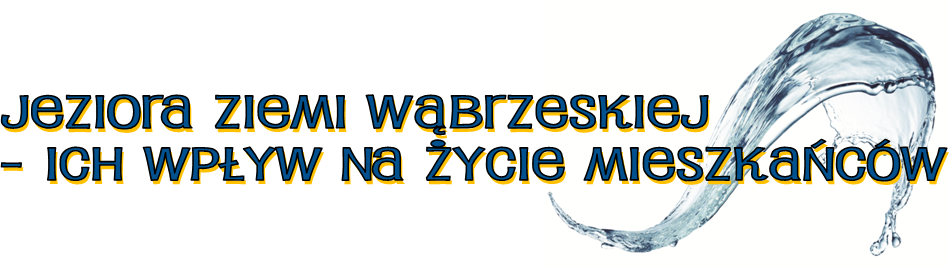 Jeziora Ziemi Wąbrzeskiej
- ich wpływ na życie mieszkańców